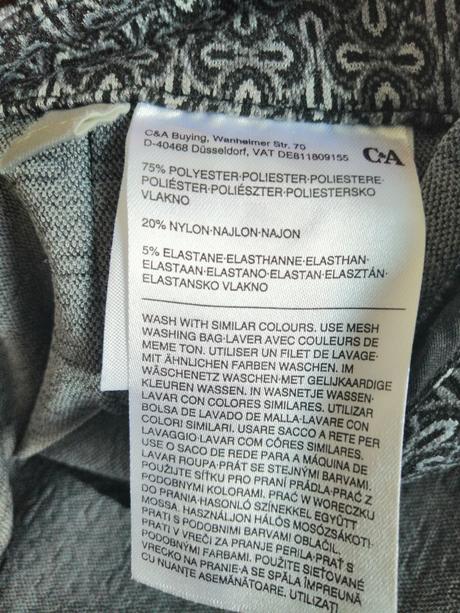 C&A Buying, Wanheimer Str. 70
D-40468 Düsseldorf, VAT DE811809155
C&A
75% POLYESTER·POLIESTER·POLIESTERE·
POLIÉSTER·POLIÉSZTER·POLIESTERSKO
VLAKNO
20% NYLON·NAJLON·NAJON
5% ELASTANE·ELASTHANNE·ELASTHAN·
ELASTAAN·ELASTANO·ELASTAN·ELASZTÁN·
ELASTANSKO VLAKNO
WASH WITH SIMILAR COLOURS. USE MESH
WASHING BAG·LAVER AVEC COULEURS DE
MEME TON. UTILISER UN FILET DE LAVAGE·
MIT ÄHNLICHEN FARBEN WASCHEN. IM
WÄSCHENETZ WASCHEN·MET GELIJKAARDIGE
KLEUREN WASSEN. IN WASNETJE WASSEN·
LAVAR CON COLORES SIMILARES. UTILIZAR
BOLSA DE LAVADO DE MALLA·LAVARE CON
COLORI SIMILARI. USARE SACCO A RETE PER
LAVAGGIO·LAVAR COM CÔRES SIMILARES.
USE O SACO DE REDE PARA A MÁQUINA DE
LAVAR ROUPA·PRÁT SE STEJNÝMI BARVAMI.
POUŽIJTE SÍŤKU PRO PRANÍ PRÁDLA·PRAĆ Z
PODOBNYMI KOLORAMI. PRAĆ W WORECZKU
DO PRANIA·HASONLÓ SZÍNEKKEL EGYÜTT
MOSSA. HASZNÁLJON HÁLÓS MOSÓZSÁKOT·
PRATI S PODOBNIMI BARVAMI OBLAČIL.
PRATI V VREČI ZA PRANJE PERILA·PRAŤ S
PODOBNÝMI FARBAMI. POUŽITE SIEŤOVANÉ
VRECKO NA PRANIE·A SE SPĂLA ÎMPREUNĂ
CU NUANŢE ASEMĂNĂTOARE. UTILIZAŢI